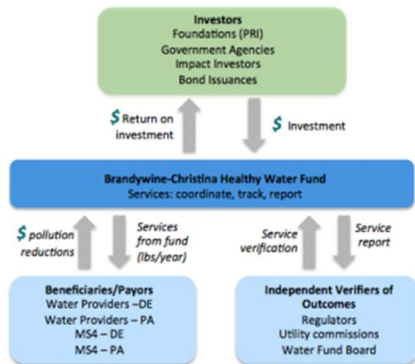 Investors
Foundations (PRI)
Government Agencies
Impact Investors
Bond Issuances
$ Return on
investment
$ Investment
Brandywine-Christina Healthy Water Fund
Services: coordinate, track, report
$ pollution
reductions
Services
from fund
(lbs/year)
Service
verification
Service
report
Beneficiaries/Payors
Water Providers –DE
Water Providers – PA
MS4 – DE
MS4 – PA
Independent Verifiers of
Outcomes
Regulators
Utility commissions
Water Fund Board